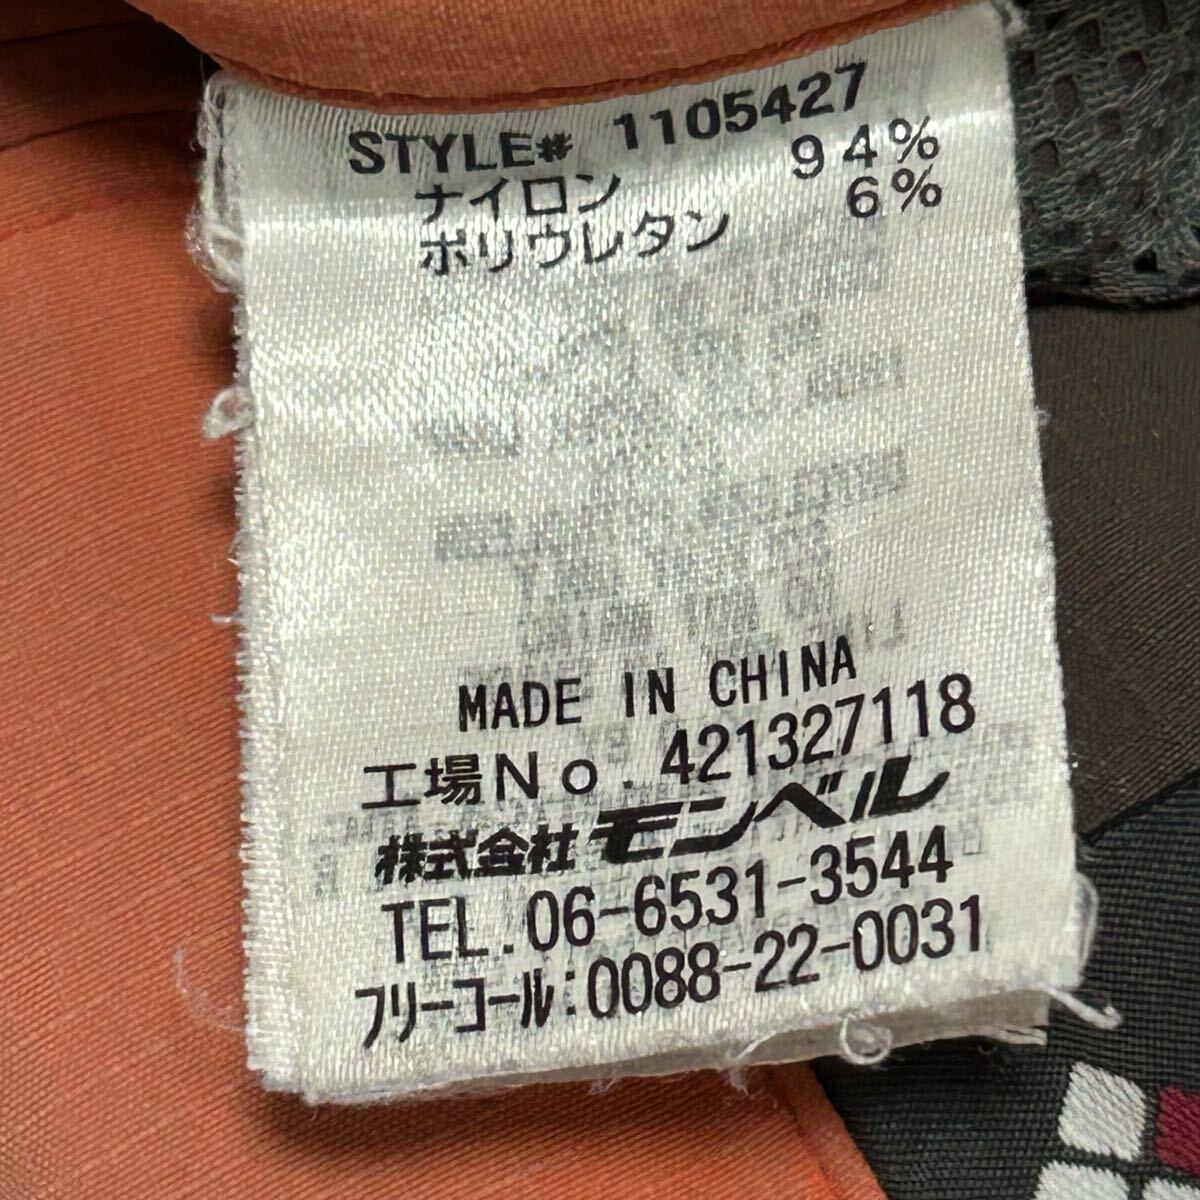 STYLE# 1105427
ナイロン 94%
ポリウレタン 6%
MADE IN CHINA
工場No.421327118
株式会社モンベル
TEL.06-6531-3544
フリーコール:0088-22-0031